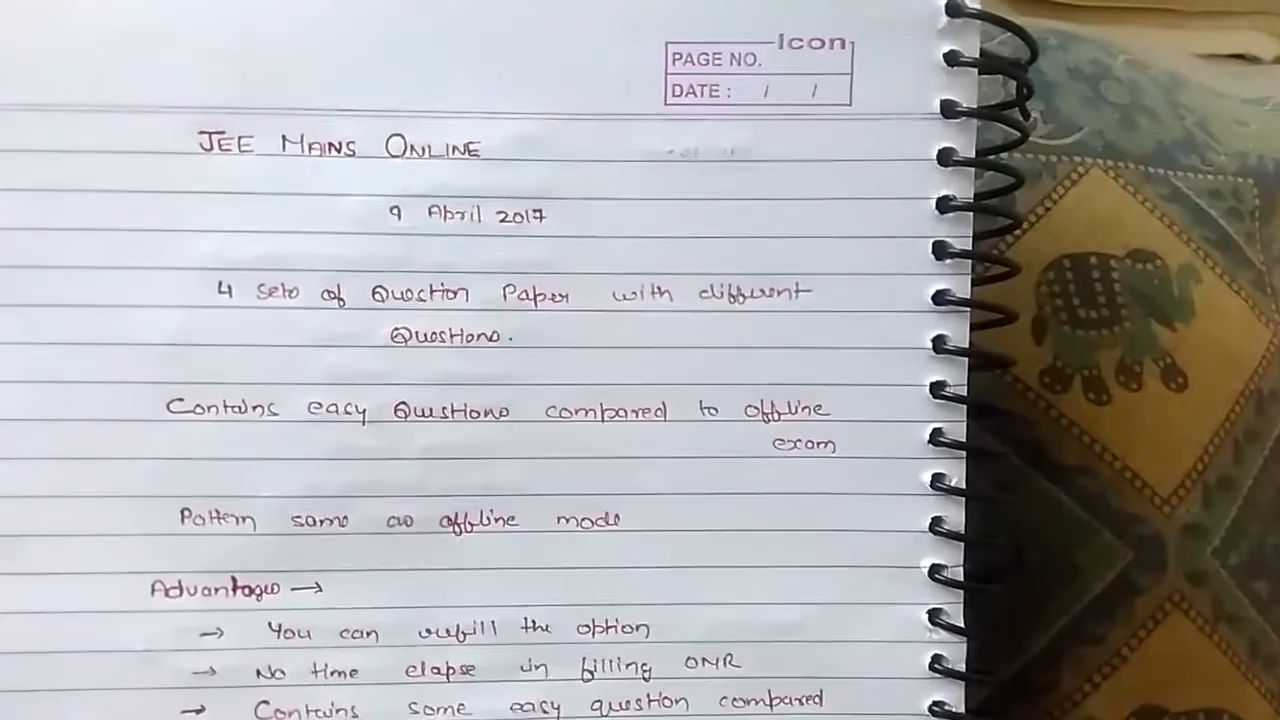 Icon
PAGE NO.
DATE : / /
JEE MAINS ONLINE
9 April 2017
4 Sets of Question Paper with different
Questions.
Contains easy Questions compared to offline
exam
Pattern same as offline mode
Advantages →
→ You can refill the option
→ No time elapse in filling OMR
→ Contains some easy question compared